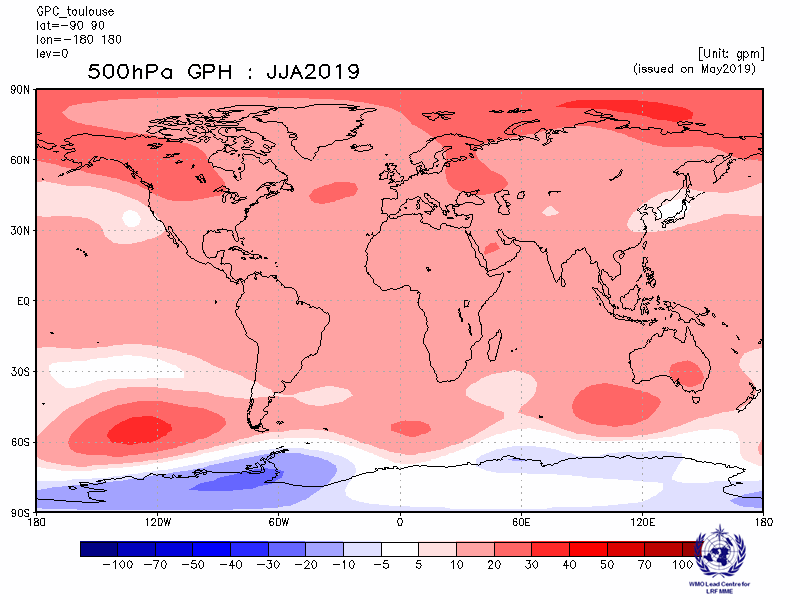 GPC_toulouse
lat=-90 90
lon=-180 180
lev=0
[Unit: gpm]
500hPa GPH : JJA2019
(issued on May2019)
90N
60N
30N
EQ
30S
60S
90S
180 120W 60W 0 60E 120E 180
-100 -70 -50 -40 -30 -20 -10 -5 5 10 20 30 40 50 70 100
WMO Lead Centre for
LRF MME